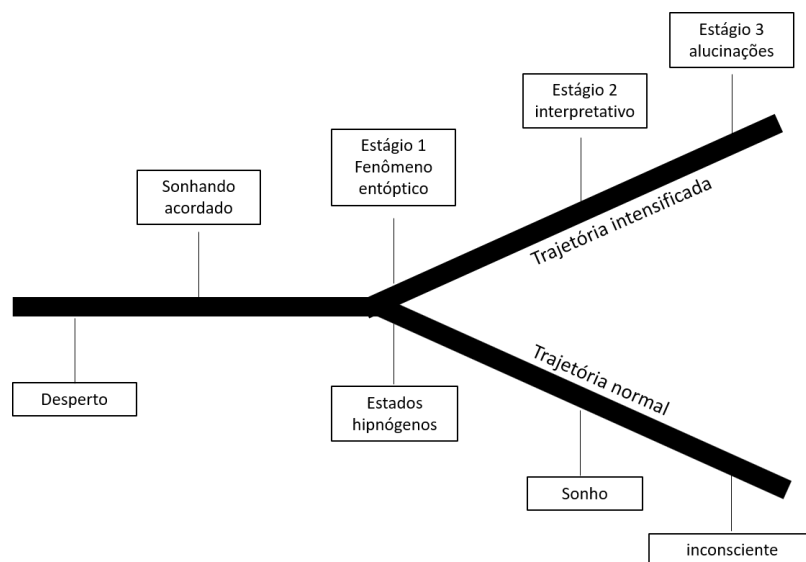 Estágio 3
alucinações
Estágio 2
interpretativo
Estágio 1
Fenômeno
entóptico
Sonhando
acordado
Trajetória intensificada
Desperto
Estados
hipnógenos
Trajetória normal
Sonho
inconsciente